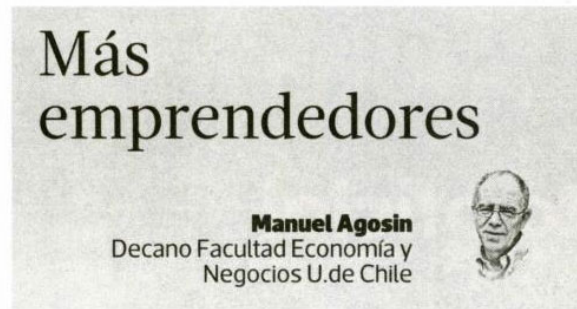 Más
emprendedores
Manuel Agosin
Decano Facultad Economía y
Negocios U.de Chile